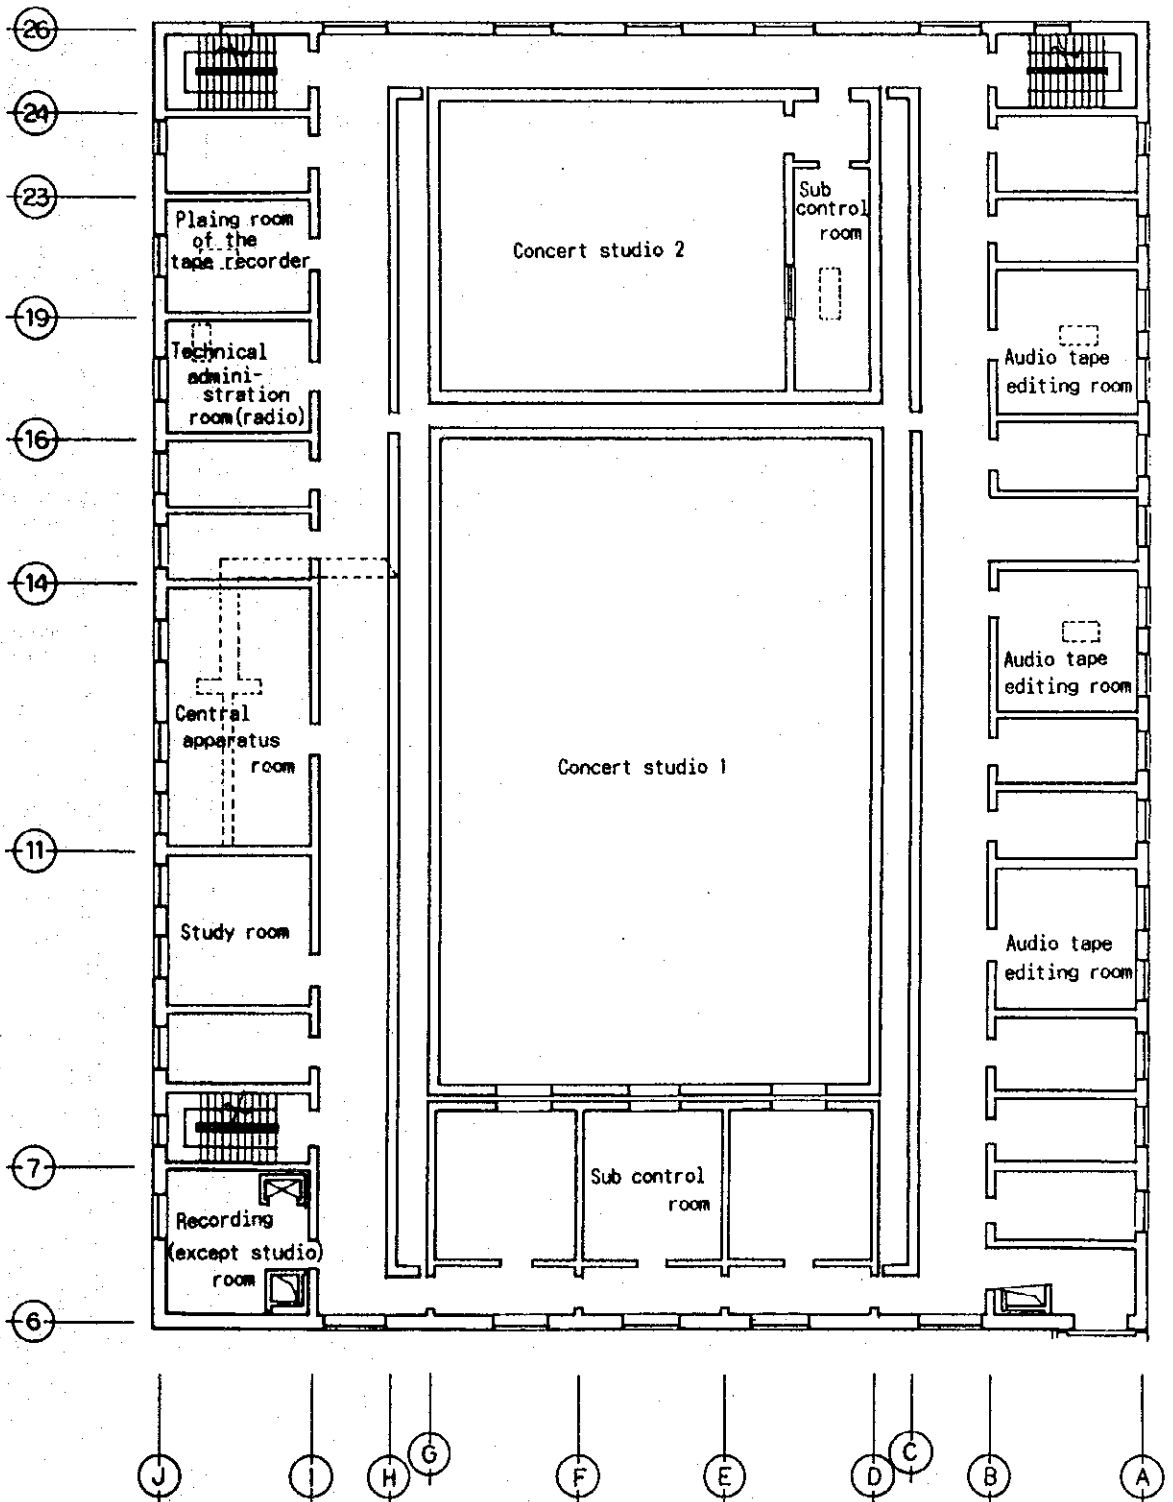 26
24
23
Plaing room
of the
tape recorder
Concert studio 2
Sub
control
room
19
Technical
admini-
stration
room(radio)
Audio tape
editing room
16
14
Audio tape
editing room
Central
apparatus
room
Concert studio 1
11
Study room
Audio tape
editing room
7
Sub control
room
Recording
(except studio)
room
6
J
I
H
G
F
E
D
C
B
A